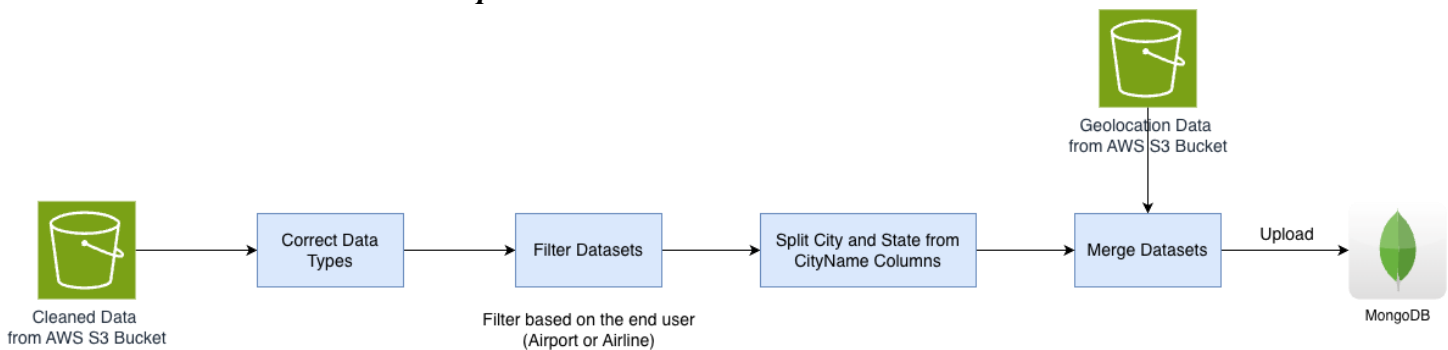 Geolocation Data
from AWS S3 Bucket
Cleaned Data
from AWS S3 Bucket
Correct Data
Types
Filter Datasets
Filter based on the end user
(Airport or Airline)
Split City and State from
CityName Columns
Merge Datasets
Upload
MongoDB